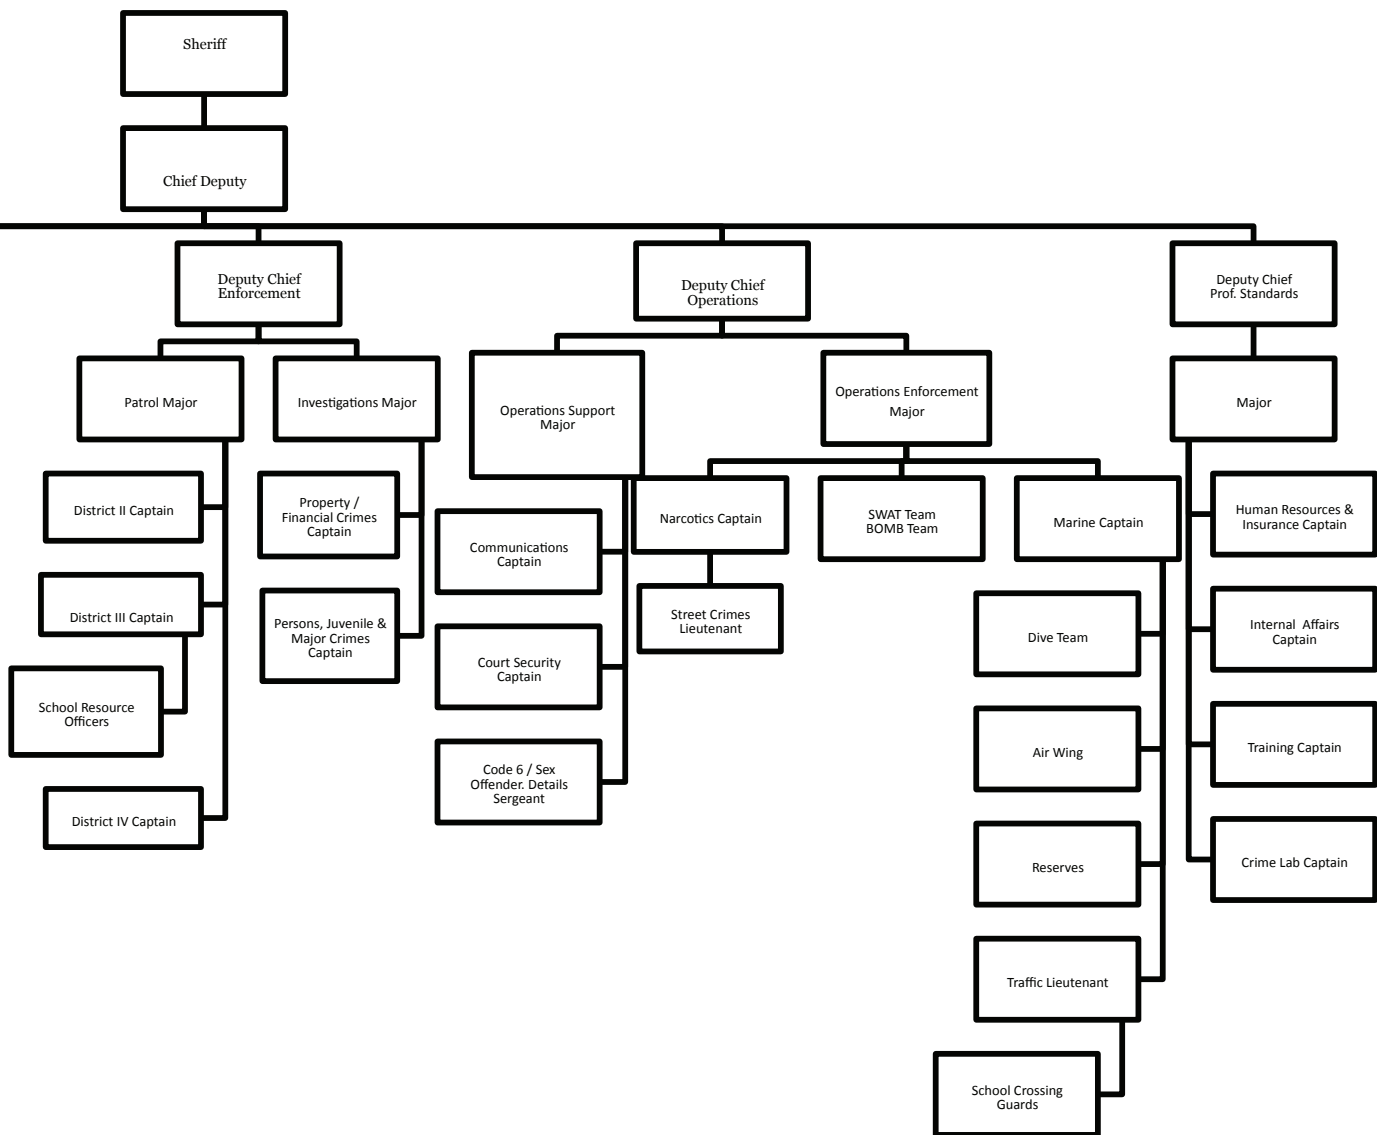 Sheriff
Chief Deputy
Deputy Chief
Enforcement
Deputy Chief
Operations
Deputy Chief
Prof. Standards
Patrol Major
Investigations Major
Operations Support
Major
Operations Enforcement
Major
Major
District II Captain
District III Captain
School Resource
Officers
District IV Captain
Property /
Financial Crimes
Captain
Persons, Juvenile &
Major Crimes
Captain
Communications
Captain
Court Security
Captain
Code 6 / Sex
Offender. Details
Sergeant
Narcotics Captain
Street Crimes
Lieutenant
SWAT Team
BOMB Team
Marine Captain
Dive Team
Air Wing
Reserves
Traffic Lieutenant
School Crossing
Guards
Human Resources &
Insurance Captain
Internal  Affairs
Captain
Training Captain
Crime Lab Captain